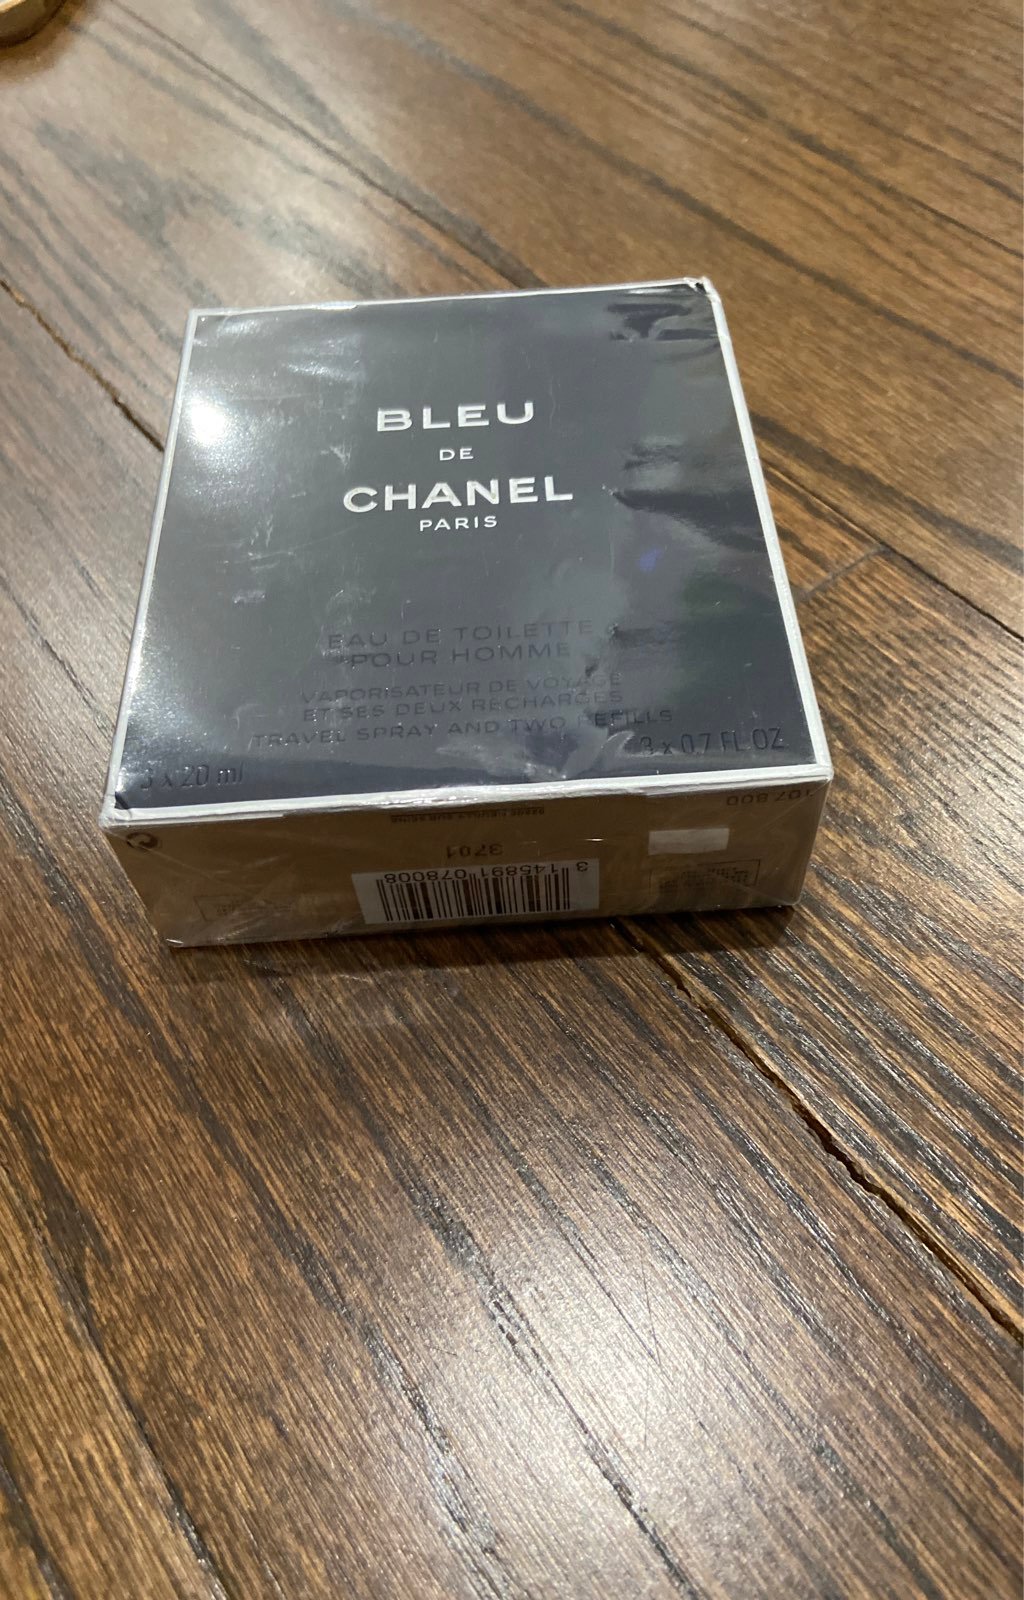 BLEU
DE
CHANEL
PARIS
EAU DE TOILETTE
POUR HOMME
VAPORISATEUR DE VOYAGE
ET SES DEUX RECHARGES
TRAVEL SPRAY AND TWO REFILLS
3 x 20 ml
3 x 0.7 FL OZ
107.800
3701
3 145891 078008